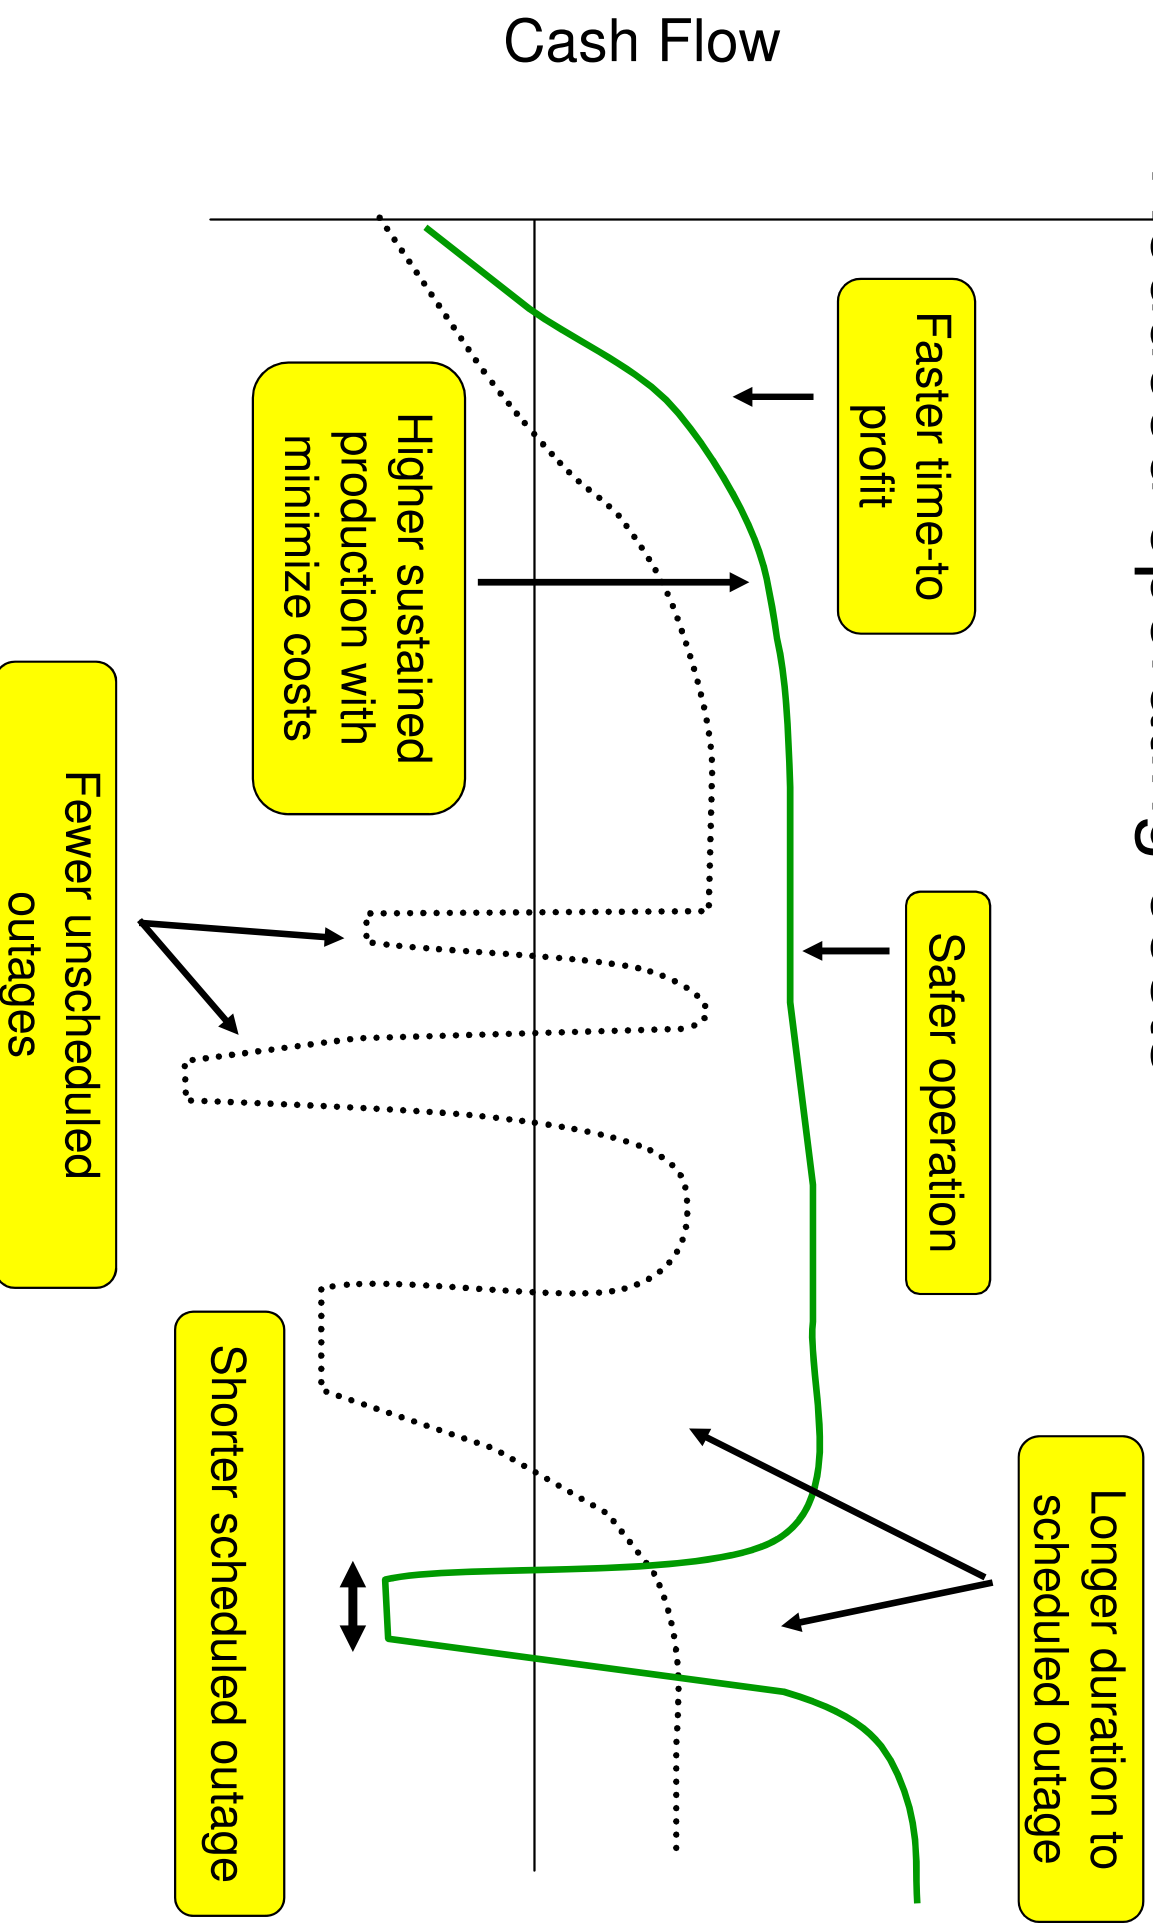 Cash Flow
Faster time-to
profit
Safer operation
Longer duration to
scheduled outage
Higher sustained
production with
minimize costs
Fewer unscheduled
outages
Shorter scheduled outage